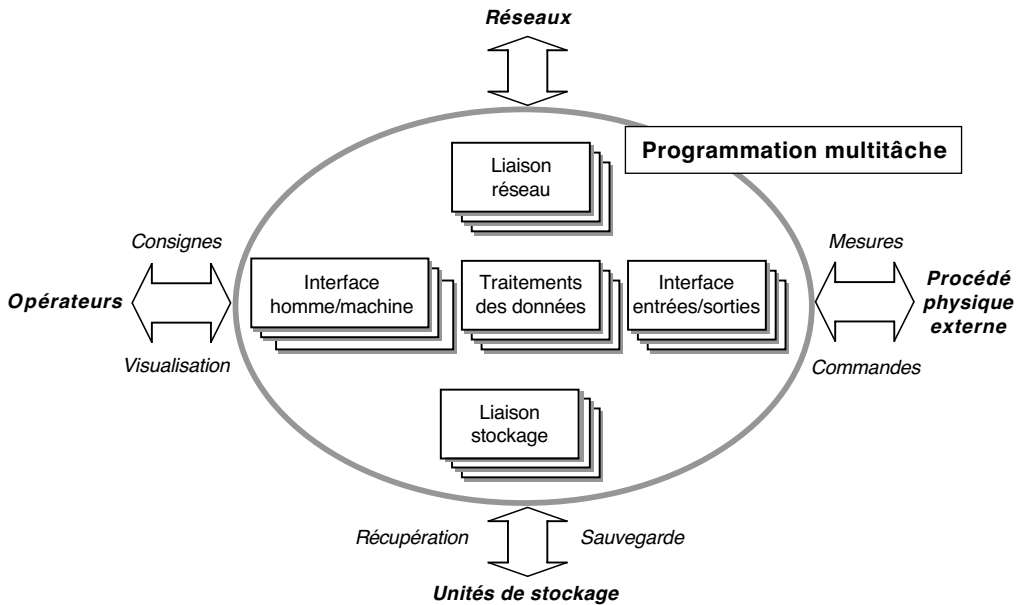 Réseaux
Programmation multitâche
Liaison
réseau
Consignes
Mesures
Interface
homme/machine
Traitements
des données
Interface
entrées/sorties
Opérateurs
Procédé
physique
externe
Visualisation
Commandes
Liaison
stockage
Récupération
Sauvegarde
Unités de stockage